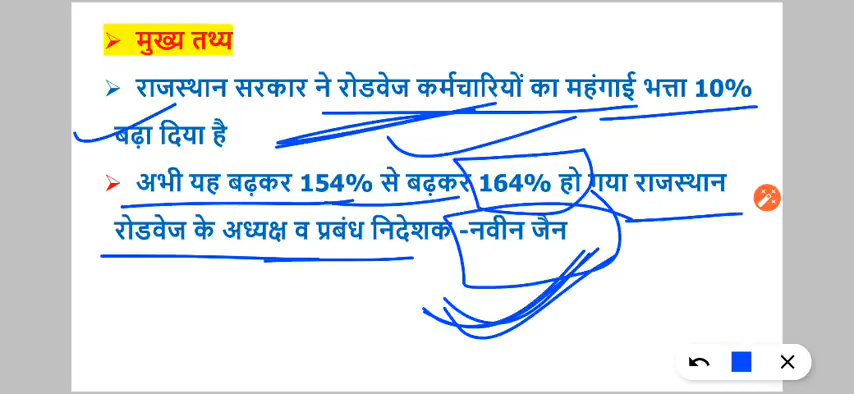 मुख्य तथ्य
राजस्थान सरकार ने रोडवेज कर्मचारियों का महंगाई भत्ता 10%
बढ़ा दिया है
अभी यह बढ़कर 154% से बढ़कर 164% हो गया राजस्थान
रोडवेज के अध्यक्ष व प्रबंध निदेशक -नवीन जैन